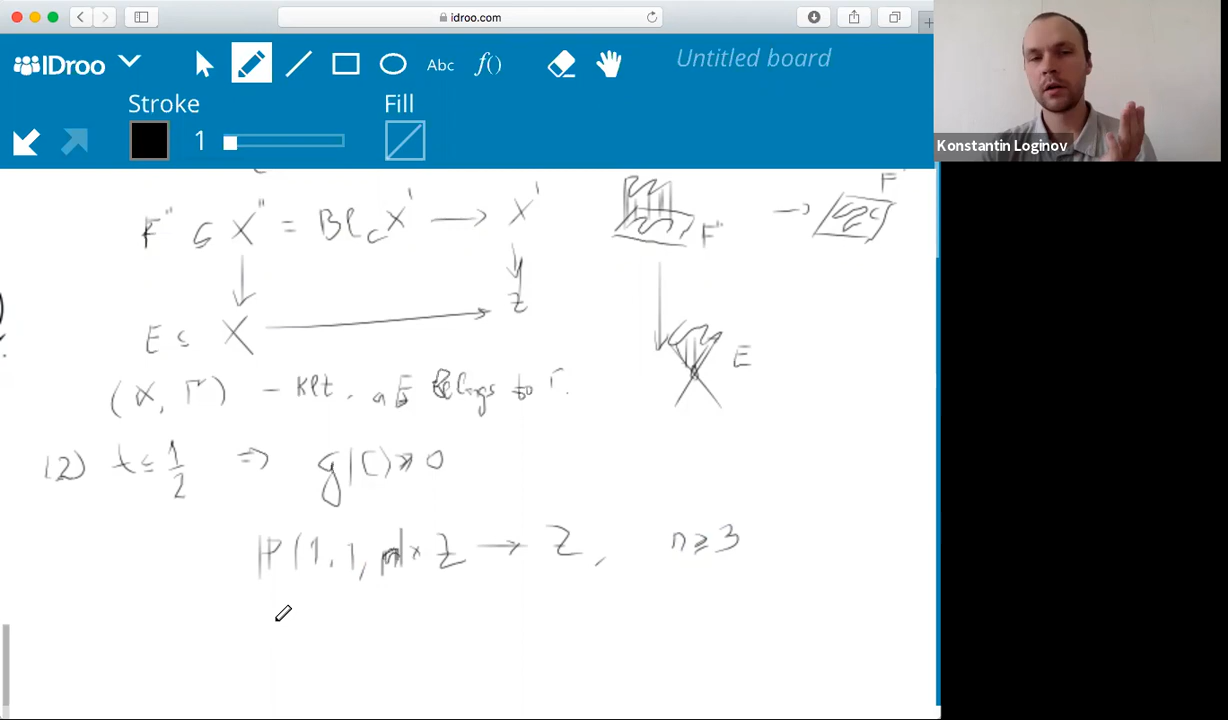 idroo.com
IDroo
Abc
f()
Untitled board
Stroke
Fill
1
Konstantin Loginov
F" ⊂ X" = Bl_C X' → X'
F"
→ F'
Z
E ⊂ X
E
(X, Γ) - klt,
to Γ.
(2) t ≤ 1/2 ⇒ g(C) > 0
P(1, 1, n) × Z → Z, n ≥ 3